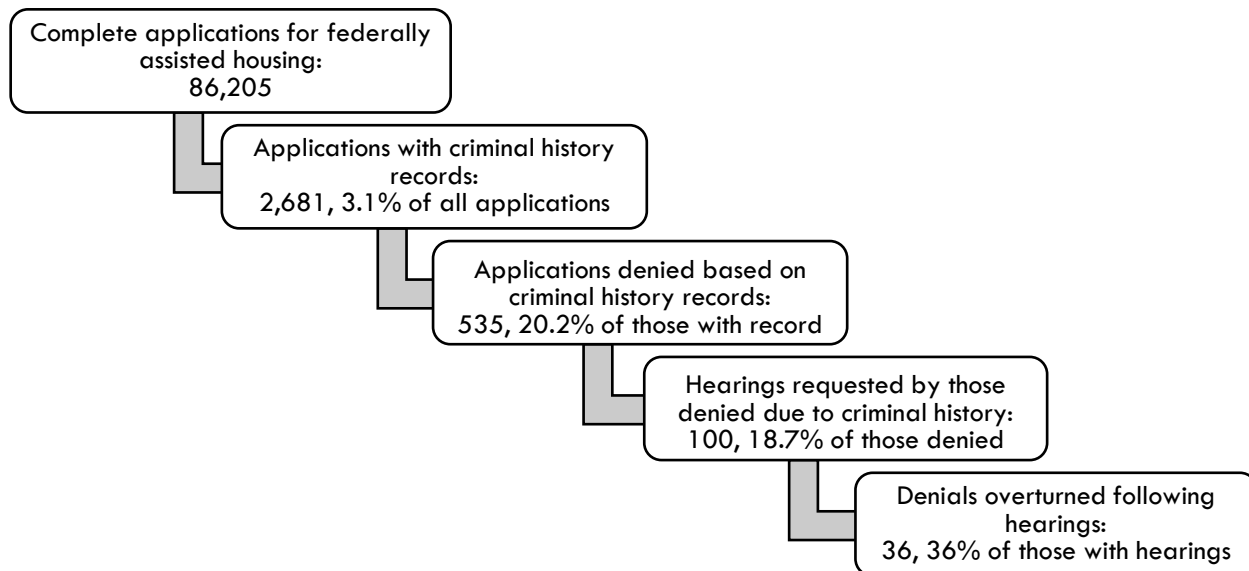 Complete applications for federally
assisted housing:
86,205
Applications with criminal history
records:
2,681, 3.1% of all applications
Applications denied based on
criminal history records:
535, 20.2% of those with record
Hearings requested by those
denied due to criminal history:
100, 18.7% of those denied
Denials overturned following
hearings:
36, 36% of those with hearings